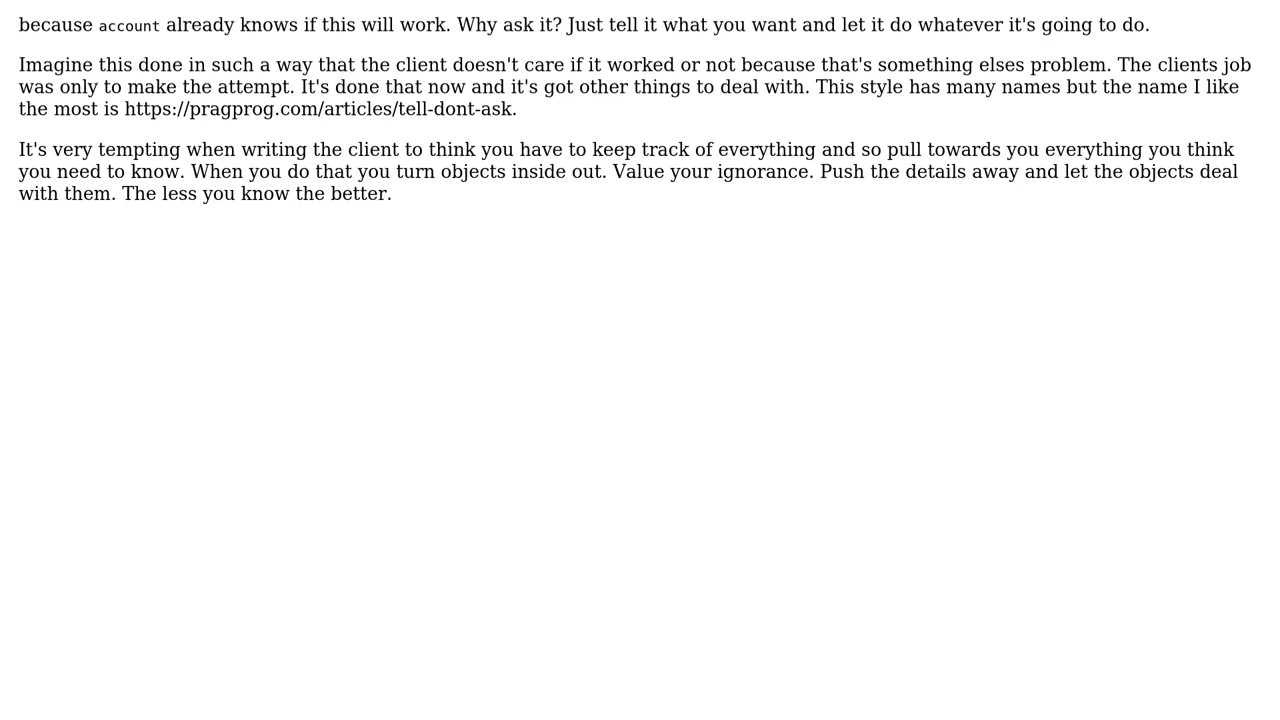 because account already knows if this will work. Why ask it? Just tell it what you want and let it do whatever it's going to do.
Imagine this done in such a way that the client doesn't care if it worked or not because that's something elses problem. The clients job
was only to make the attempt. It's done that now and it's got other things to deal with. This style has many names but the name I like
the most is https://pragprog.com/articles/tell-dont-ask.
It's very tempting when writing the client to think you have to keep track of everything and so pull towards you everything you think
you need to know. When you do that you turn objects inside out. Value your ignorance. Push the details away and let the objects deal
with them. The less you know the better.